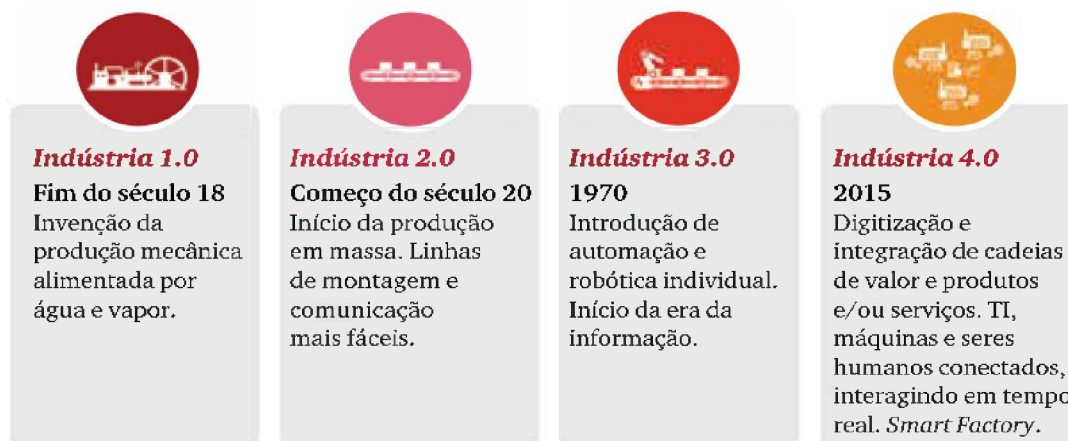 Indústria 1.0
Fim do século 18
Invenção da
produção mecânica
alimentada por
água e vapor.
Indústria 2.0
Começo do século 20
Início da produção
em massa. Linhas
de montagem e
comunicação
mais fáceis.
Indústria 3.0
1970
Introdução de
automação e
robótica individual.
Início da era da
informação.
Indústria 4.0
2015
Digitização e
integração de cadeias
de valor e produtos
e/ou serviços. TI,
máquinas e seres
humanos conectados,
interagindo em tempo
real. Smart Factory.